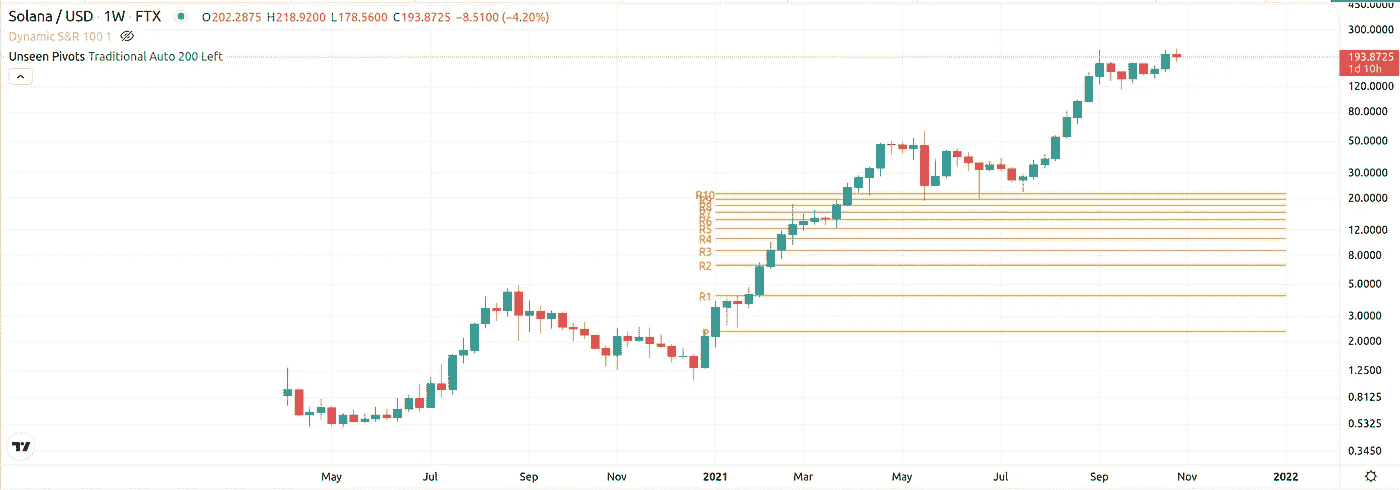 Solana / USD · 1W · FTX O202.2875 H218.9200 L178.5600 C193.8725 −8.5100 (−4.20%)
Dynamic S&R 100 1
Unseen Pivots Traditional Auto 200 Left
450.0000
300.0000
193.8725
1d 10h
120.0000
80.0000
50.0000
30.0000
20.0000
12.0000
8.0000
5.0000
3.0000
2.0000
1.2500
0.8125
0.5325
0.3450
R10
R9
R8
R7
R6
R5
R4
R3
R2
R1
P
May Jul Sep Nov 2021 Mar May Jul Sep Nov 2022